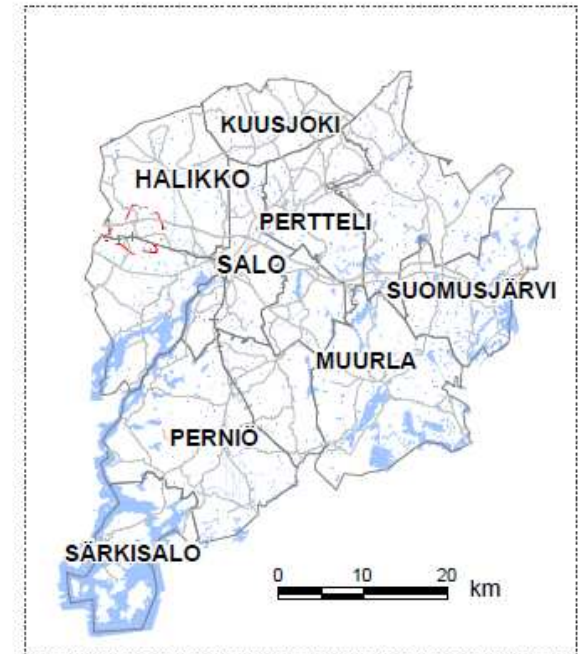 KUUSJOKI
HALIKKO
PERTTELI
SALO
SUOMUSJÄRVI
MUURLA
PERNIÖ
SÄRKISALO
0 10 20
km